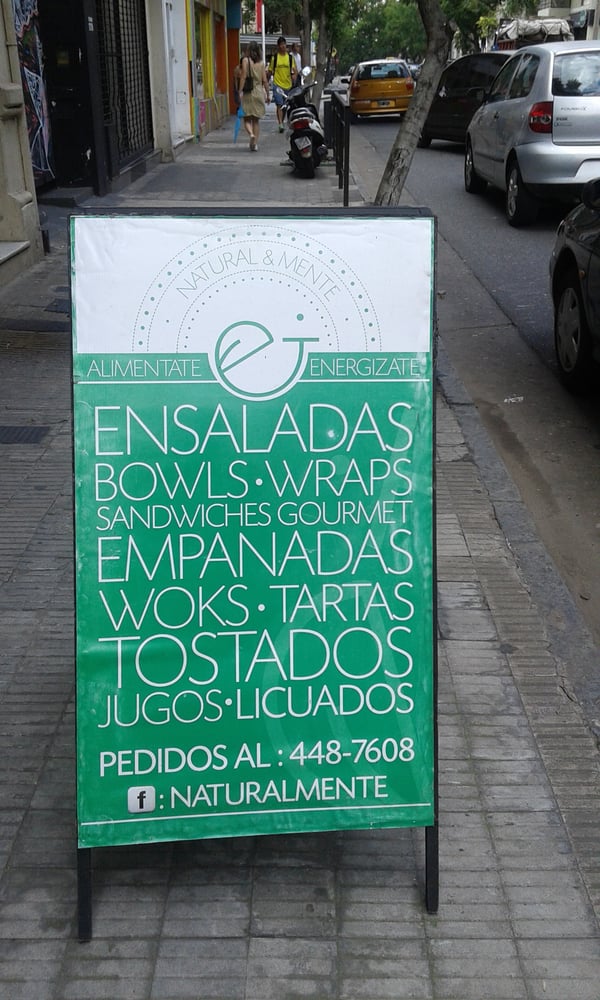 NATURAL & MENTE
ALIMENTATE ENERGIZATE
ENSALADAS
BOWLS • WRAPS
SANDWICHES GOURMET
EMPANADAS
WOKS • TARTAS
TOSTADOS
JUGOS • LICUADOS
PEDIDOS AL : 448-7608
f : NATURALMENTE